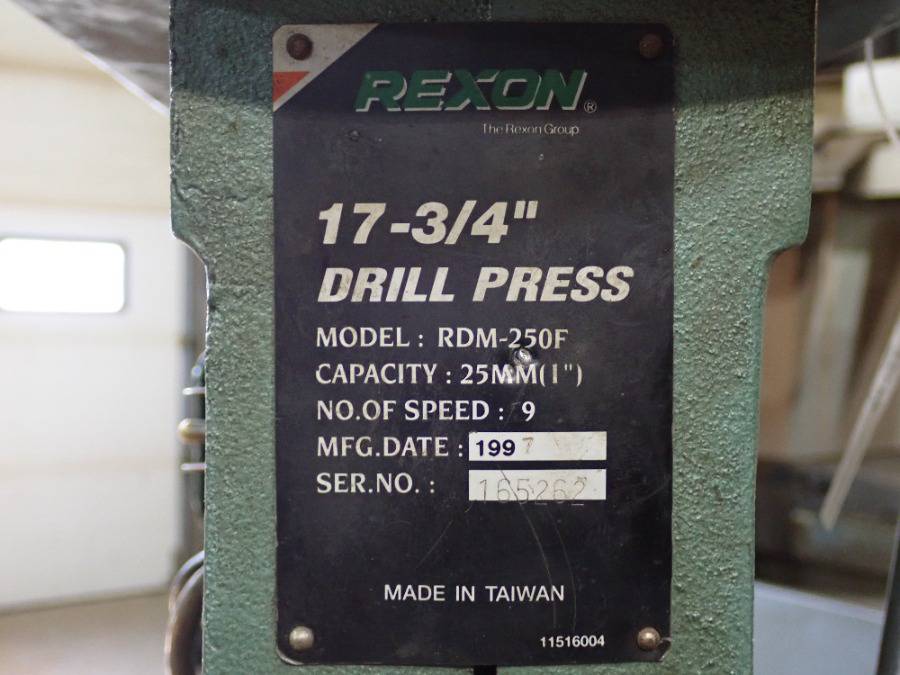 REXON®
The Rexon Group
17-3/4"
DRILL PRESS
MODEL : RDM-250F
CAPACITY : 25MM(1")
NO.OF SPEED : 9
MFG.DATE : 1997
SER.NO. : 165262
MADE IN TAIWAN
11516004